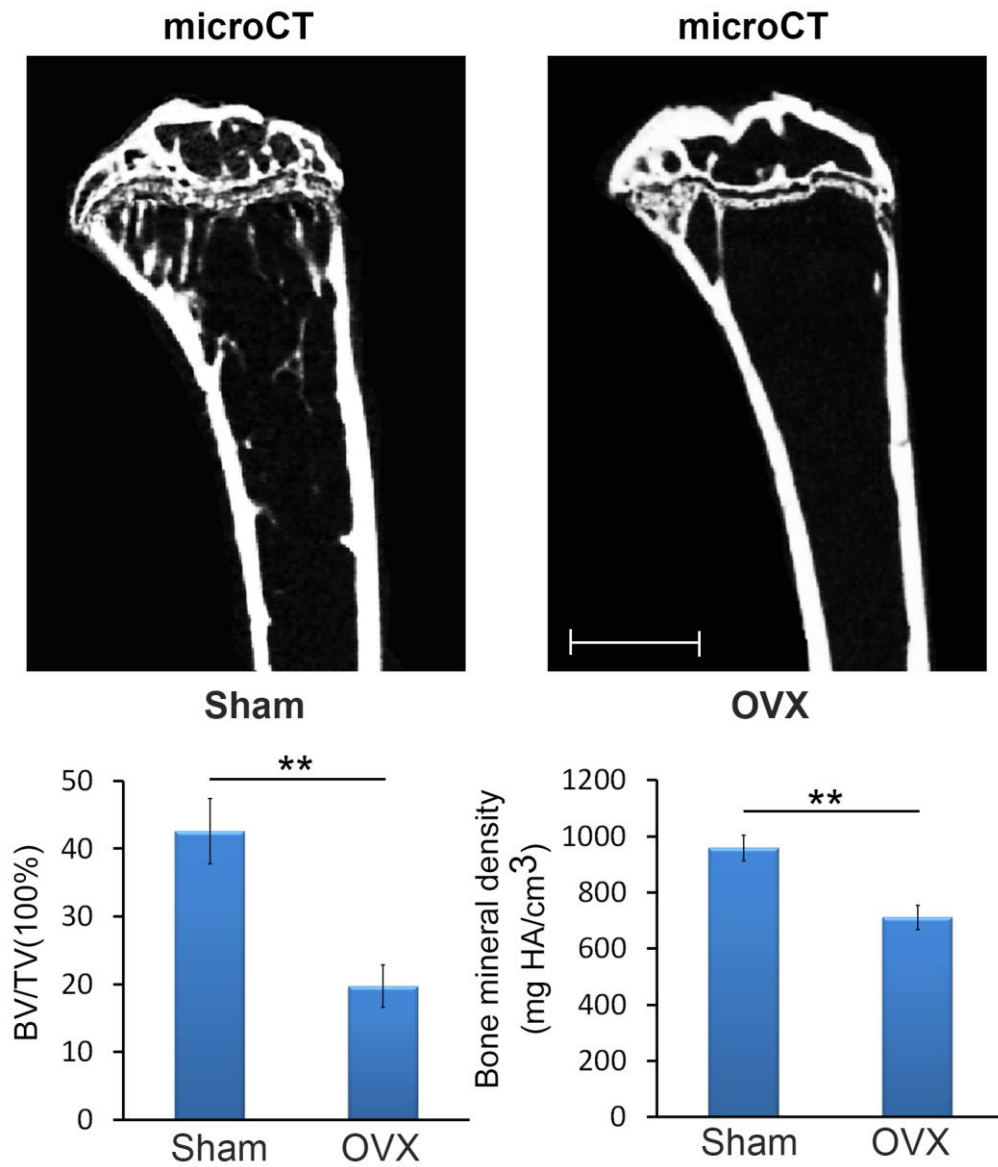 microCT
microCT
Sham
OVX
BV/TV(100%)
50
40
30
20
10
0
**
Sham
OVX
Bone mineral density
(mg HA/cm3)
1200
1000
800
600
400
200
0
**
Sham
OVX